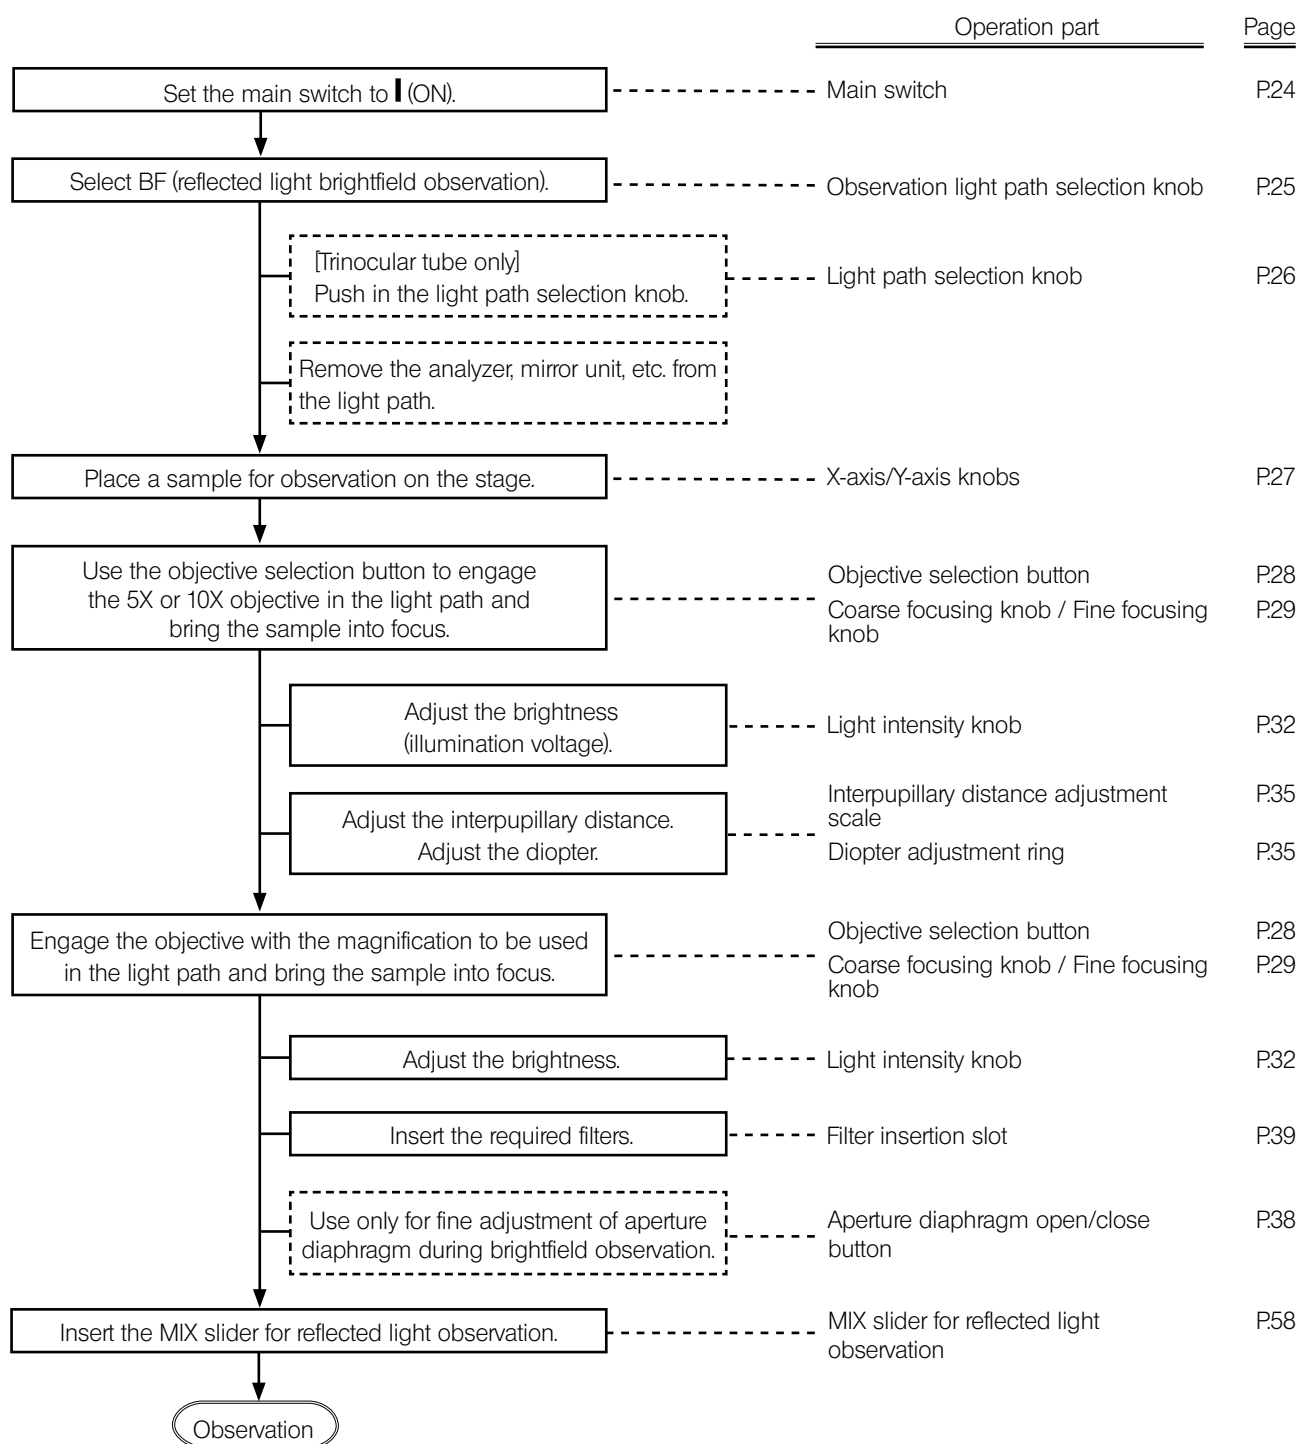 Operation part Page
Set the main switch to I (ON). Main switch P.24
Select BF (reflected light brightfield observation). Observation light path selection knob P.25
[Trinocular tube only]
Push in the light path selection knob. Light path selection knob P.26
Remove the analyzer, mirror unit, etc. from
the light path.
Place a sample for observation on the stage. X-axis/Y-axis knobs P.27
Use the objective selection button to engage
the 5X or 10X objective in the light path and
bring the sample into focus.
Objective selection button P.28
Coarse focusing knob / Fine focusing P.29
knob
Adjust the brightness
(illumination voltage).
Light intensity knob P.32
Adjust the interpupillary distance.
Adjust the diopter.
Interpupillary distance adjustment P.35
scale
Diopter adjustment ring P.35
Engage the objective with the magnification to be used
in the light path and bring the sample into focus.
Objective selection button P.28
Coarse focusing knob / Fine focusing P.29
knob
Adjust the brightness. Light intensity knob P.32
Insert the required filters. Filter insertion slot P.39
Use only for fine adjustment of aperture
diaphragm during brightfield observation.
Aperture diaphragm open/close P.38
button
Insert the MIX slider for reflected light observation.
MIX slider for reflected light P.58
observation
Observation